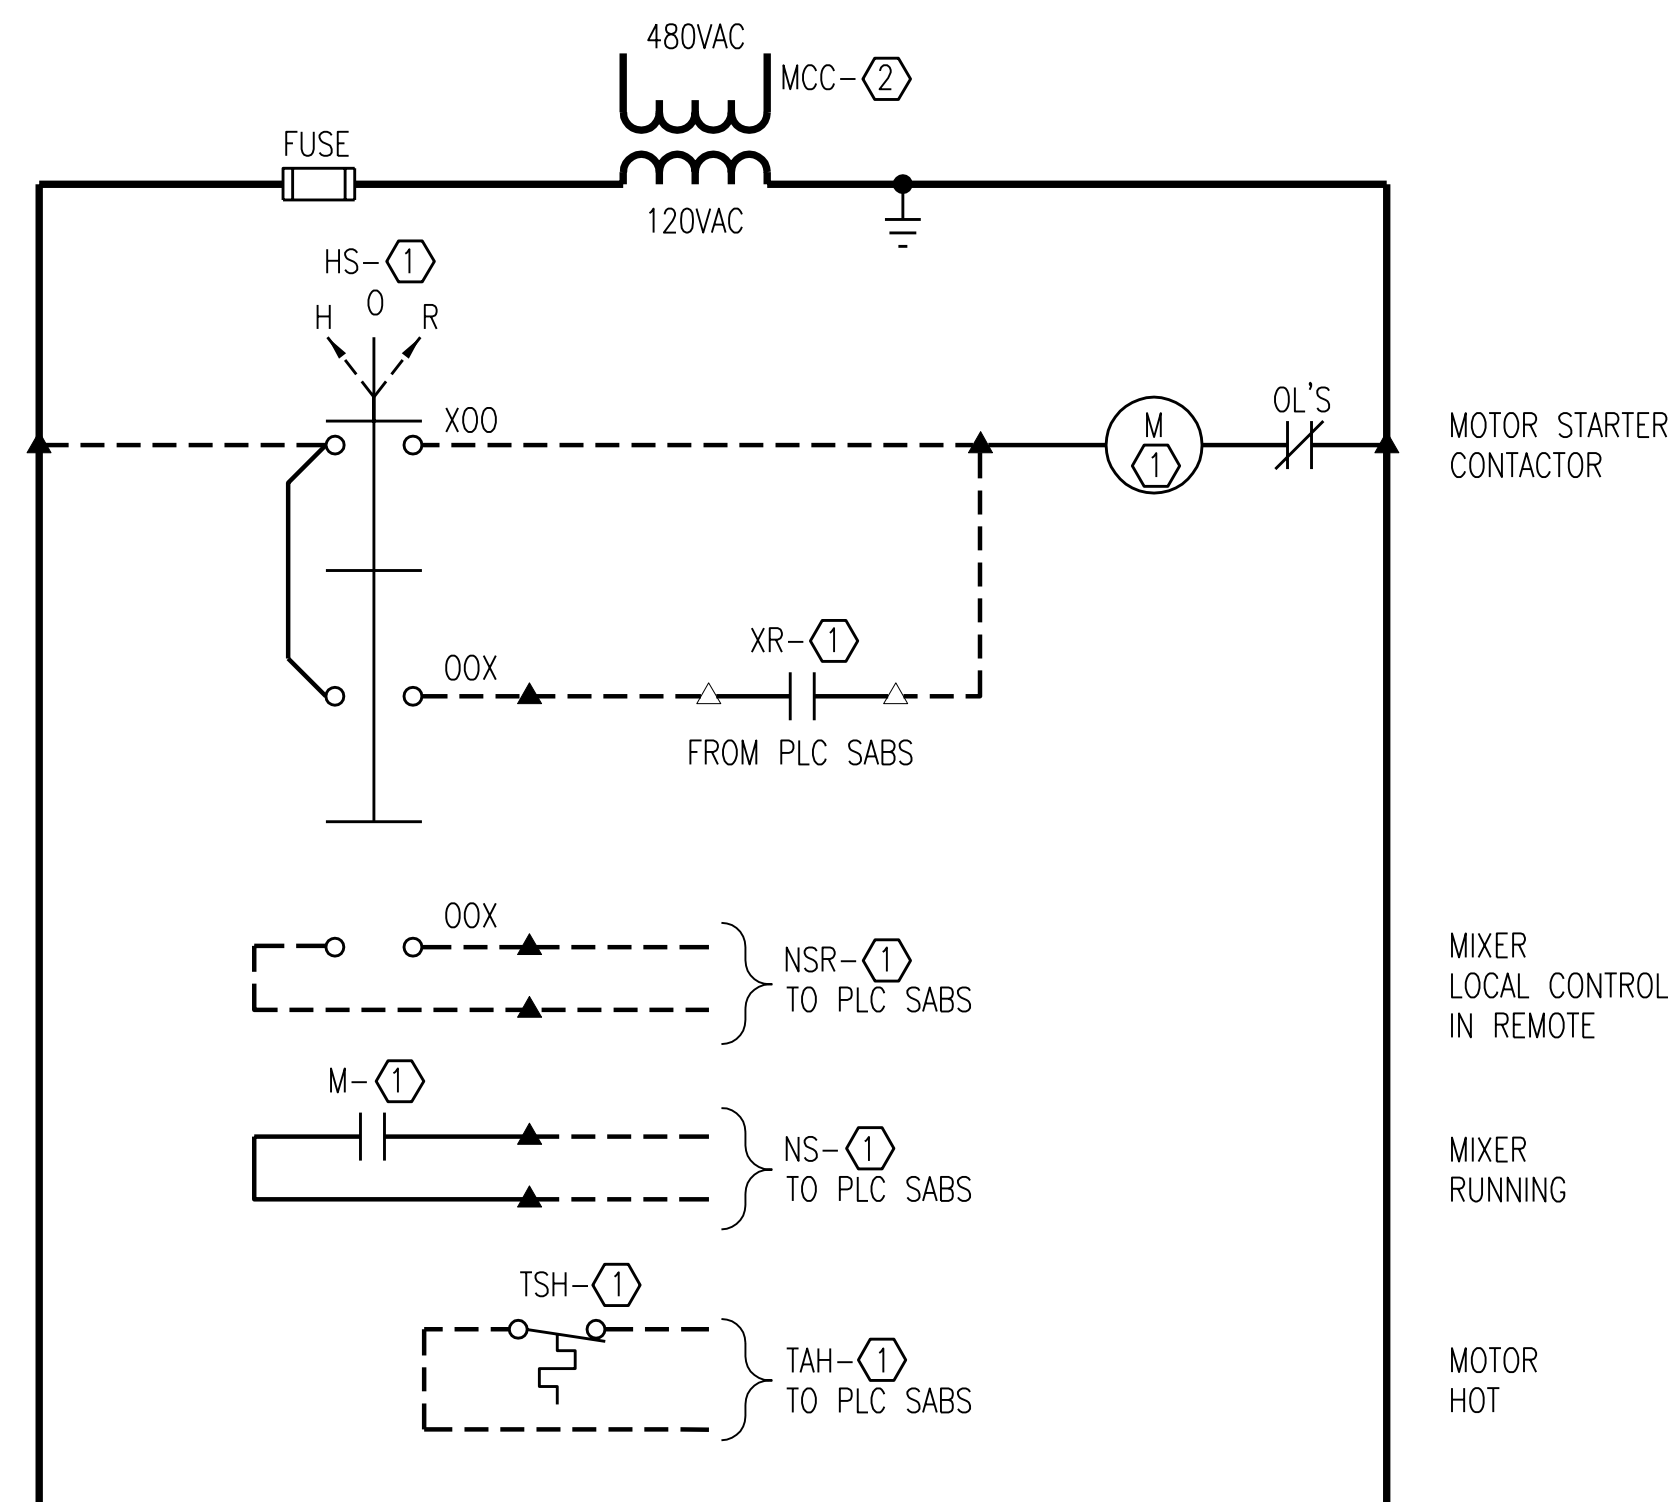 480VAC
MCC-2
FUSE
120VAC
HS-1
H O R
XOO
M
1
OL'S
MOTOR STARTER
CONTACTOR
XR-1
OOX
FROM PLC SABS
OOX
NSR-1
TO PLC SABS
MIXER
LOCAL CONTROL
IN REMOTE
M-1
NS-1
TO PLC SABS
MIXER
RUNNING
TSH-1
TAH-1
TO PLC SABS
MOTOR
HOT